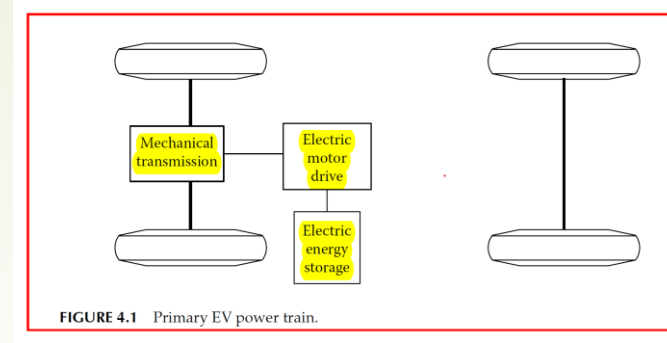 Mechanical
transmission
Electric
motor
drive
Electric
energy
storage
FIGURE 4.1 Primary EV power train.